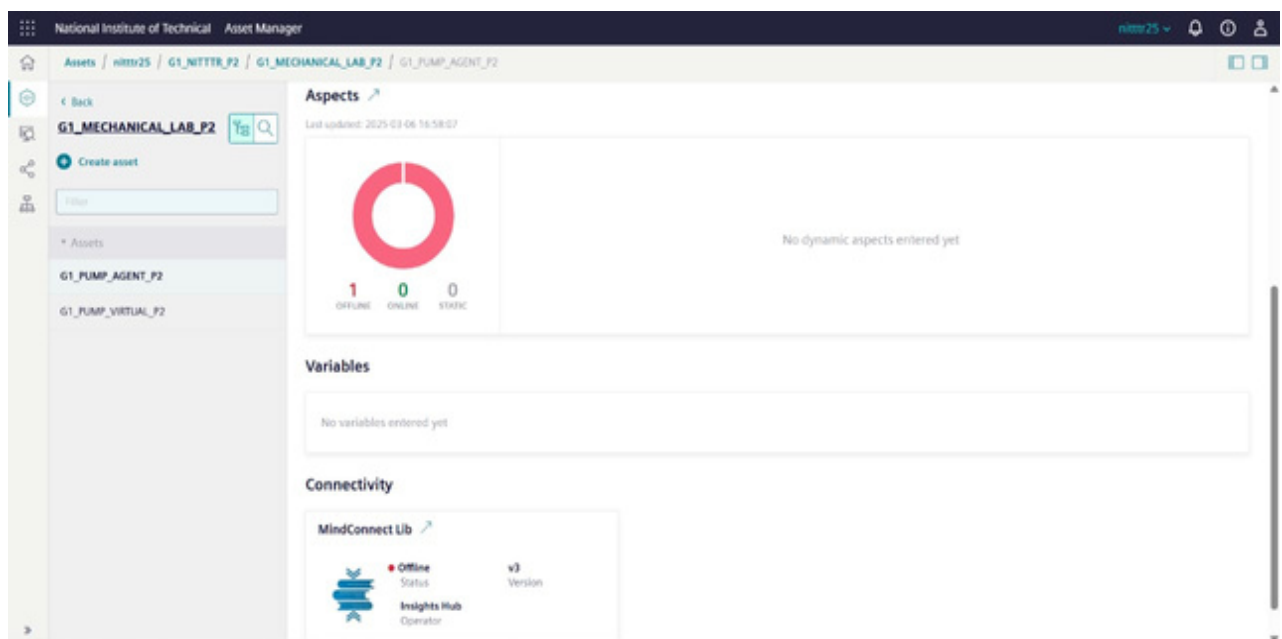 National Institute of Technical Asset Manager
nitttr25
Assets / nitttr25 / G1_NITTTR_P2 / G1_MECHANICAL_LAB_P2 / G1_PUMP_AGENT_P2
< Back
G1_MECHANICAL_LAB_P2
Create asset
Filter
Assets
G1_PUMP_AGENT_P2
G1_PUMP_VIRTUAL_P2
Aspects
Last updated: 2025-03-06 16:58:07
1 0 0
OFFLINE ONLINE STATIC
No dynamic aspects entered yet
Variables
No variables entered yet
Connectivity
MindConnect Lib
Offline v3
Status Version
Insights Hub
Operator